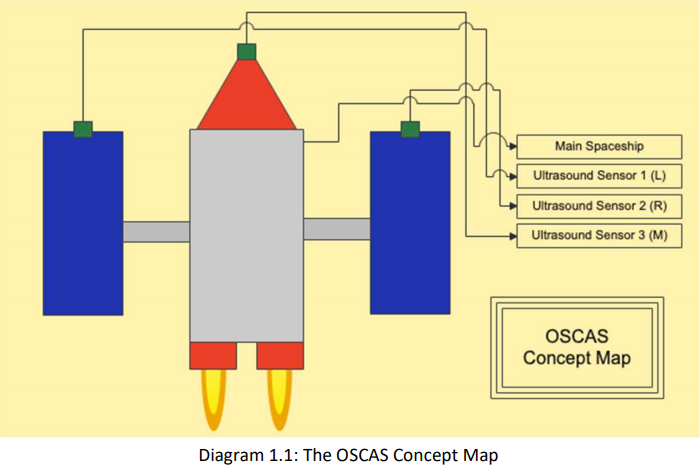 Main Spaceship
Ultrasound Sensor 1 (L)
Ultrasound Sensor 2 (R)
Ultrasound Sensor 3 (M)
OSCAS
Concept Map
Diagram 1.1: The OSCAS Concept Map